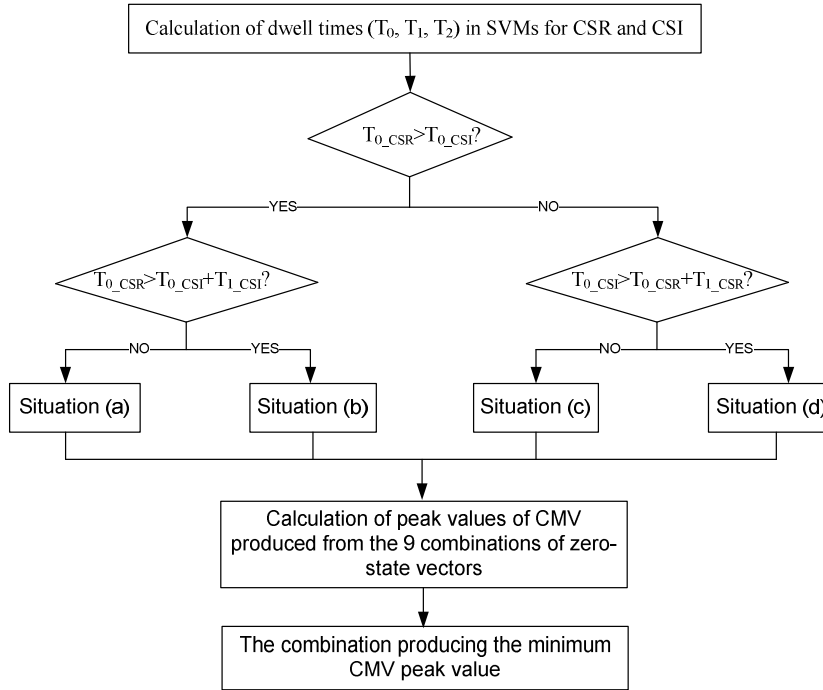 Calculation of dwell times (T0, T1, T2) in SVMs for CSR and CSI
T0_CSR>T0_CSI?
YES
NO
T0_CSR>T0_CSI+T1_CSI?
T0_CSI>T0_CSR+T1_CSR?
NO
YES
NO
YES
Situation (a)
Situation (b)
Situation (c)
Situation (d)
Calculation of peak values of CMV
produced from the 9 combinations of zero-
state vectors
The combination producing the minimum
CMV peak value